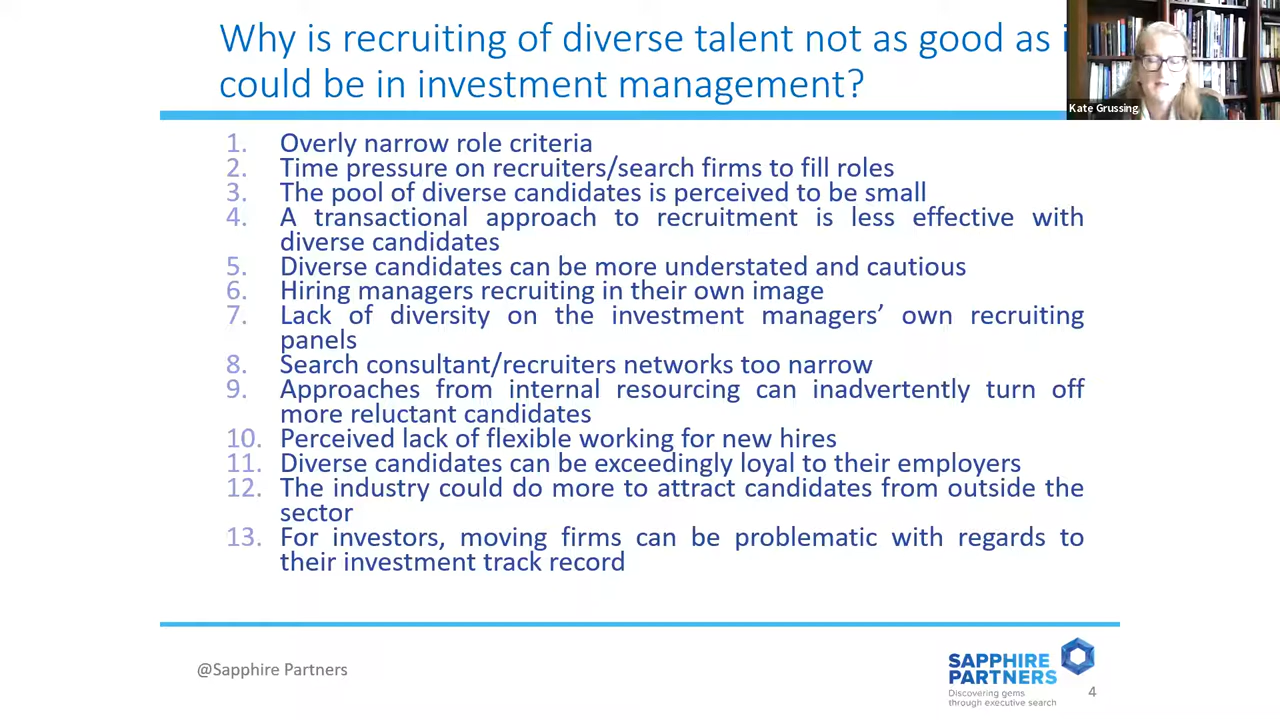 Why is recruiting of diverse talent not as good as
could be in investment management?
Kate Grussing
1. Overly narrow role criteria
2. Time pressure on recruiters/search firms to fill roles
3. The pool of diverse candidates is perceived to be small
4. A transactional approach to recruitment is less effective with
diverse candidates
5. Diverse candidates can be more understated and cautious
6. Hiring managers recruiting in their own image
7. Lack of diversity on the investment managers’ own recruiting
panels
8. Search consultant/recruiters networks too narrow
9. Approaches from internal resourcing can inadvertently turn off
more reluctant candidates
10. Perceived lack of flexible working for new hires
11. Diverse candidates can be exceedingly loyal to their employers
12. The industry could do more to attract candidates from outside the
sector
13. For investors, moving firms can be problematic with regards to
their investment track record
@Sapphire Partners
SAPPHIRE
PARTNERS
Discovering gems
through executive search
4